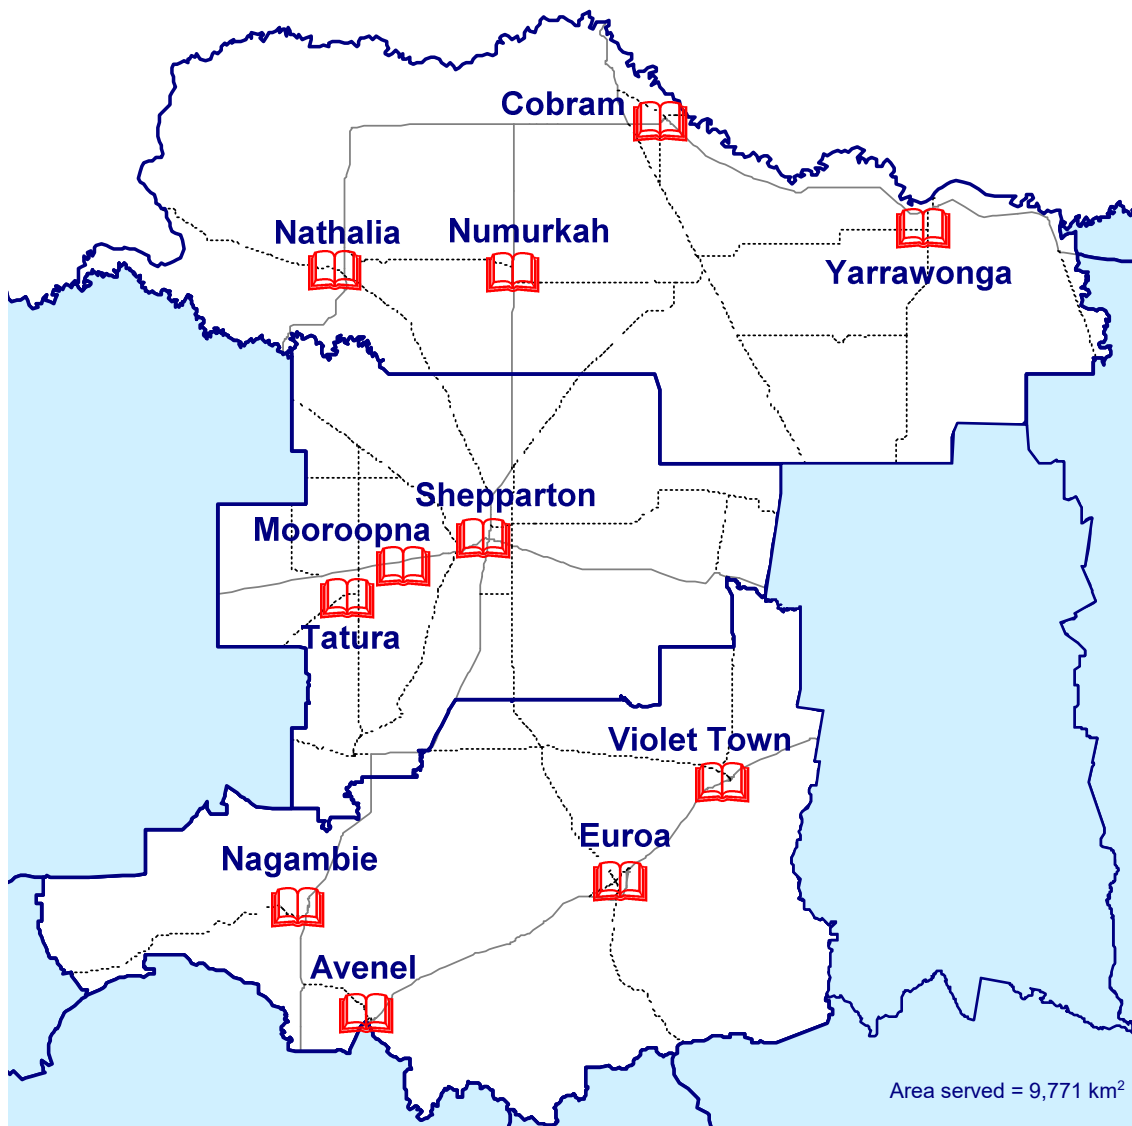 Cobram
Nathalia
Numurkah
Yarrawonga
Shepparton
Mooroopna
Tatura
Violet Town
Euroa
Nagambie
Avenel
Area served = 9,771 km²